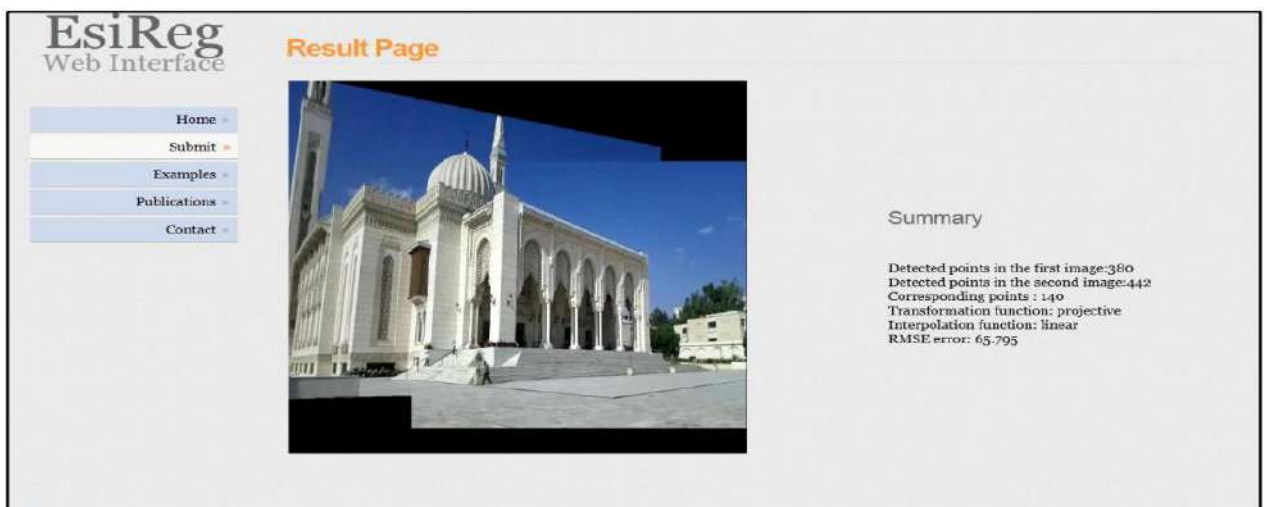 EsiReg
Web Interface
Result Page
Home »
Submit »
Examples »
Publications »
Contact »
Summary
Detected points in the first image:380
Detected points in the second image:442
Corresponding points : 140
Transformation function: projective
Interpolation function: linear
RMSE error: 65.795